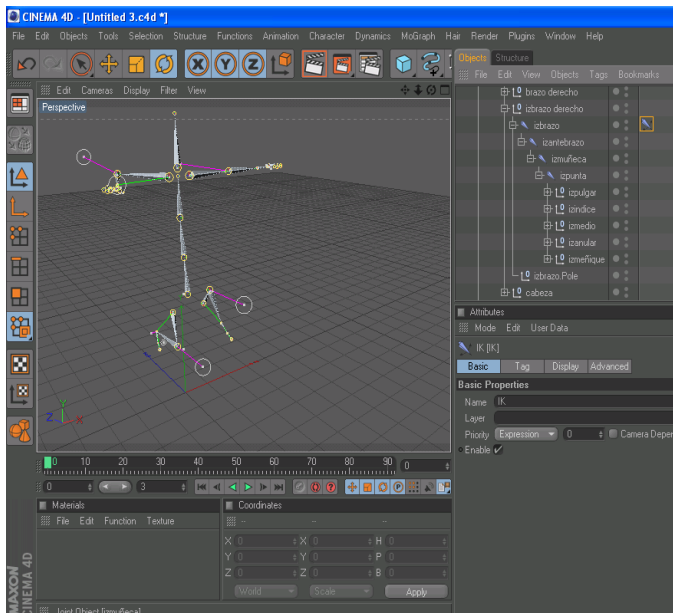 CINEMA 4D - [Untitled 3.c4d *]
File Edit Objects Tools Selection Structure Functions Animation Character Dynamics MoGraph Hair Render Plugins Window Help
Objects Structure
File Edit View Objects Tags Bookmarks
Edit Cameras Display Filter View
Perspective
brazo derecho
izbrazo derecho
izbrazo
izantebrazo
izmuñeca
izpunta
izpulgar
izindice
izmedio
izanular
izmeñique
izbrazo.Pole
cabeza
Attributes
Mode Edit User Data
IK [IK]
Basic Tag Display Advanced
Basic Properties
Name IK
Layer
Priority Expression 0 Camera Deper
Enable
Y
Z X
0 10 20 30 40 50 60 70 80 90 0
0 3
Materials Coordinates
File Edit Function Texture
-- -- --
X 0 X 0 H 0
Y 0 Y 0 P 0
Z 0 Z 0 B 0
World Scale Apply
MAXON
CINEMA 4D
Joint Object [izmuñeca]